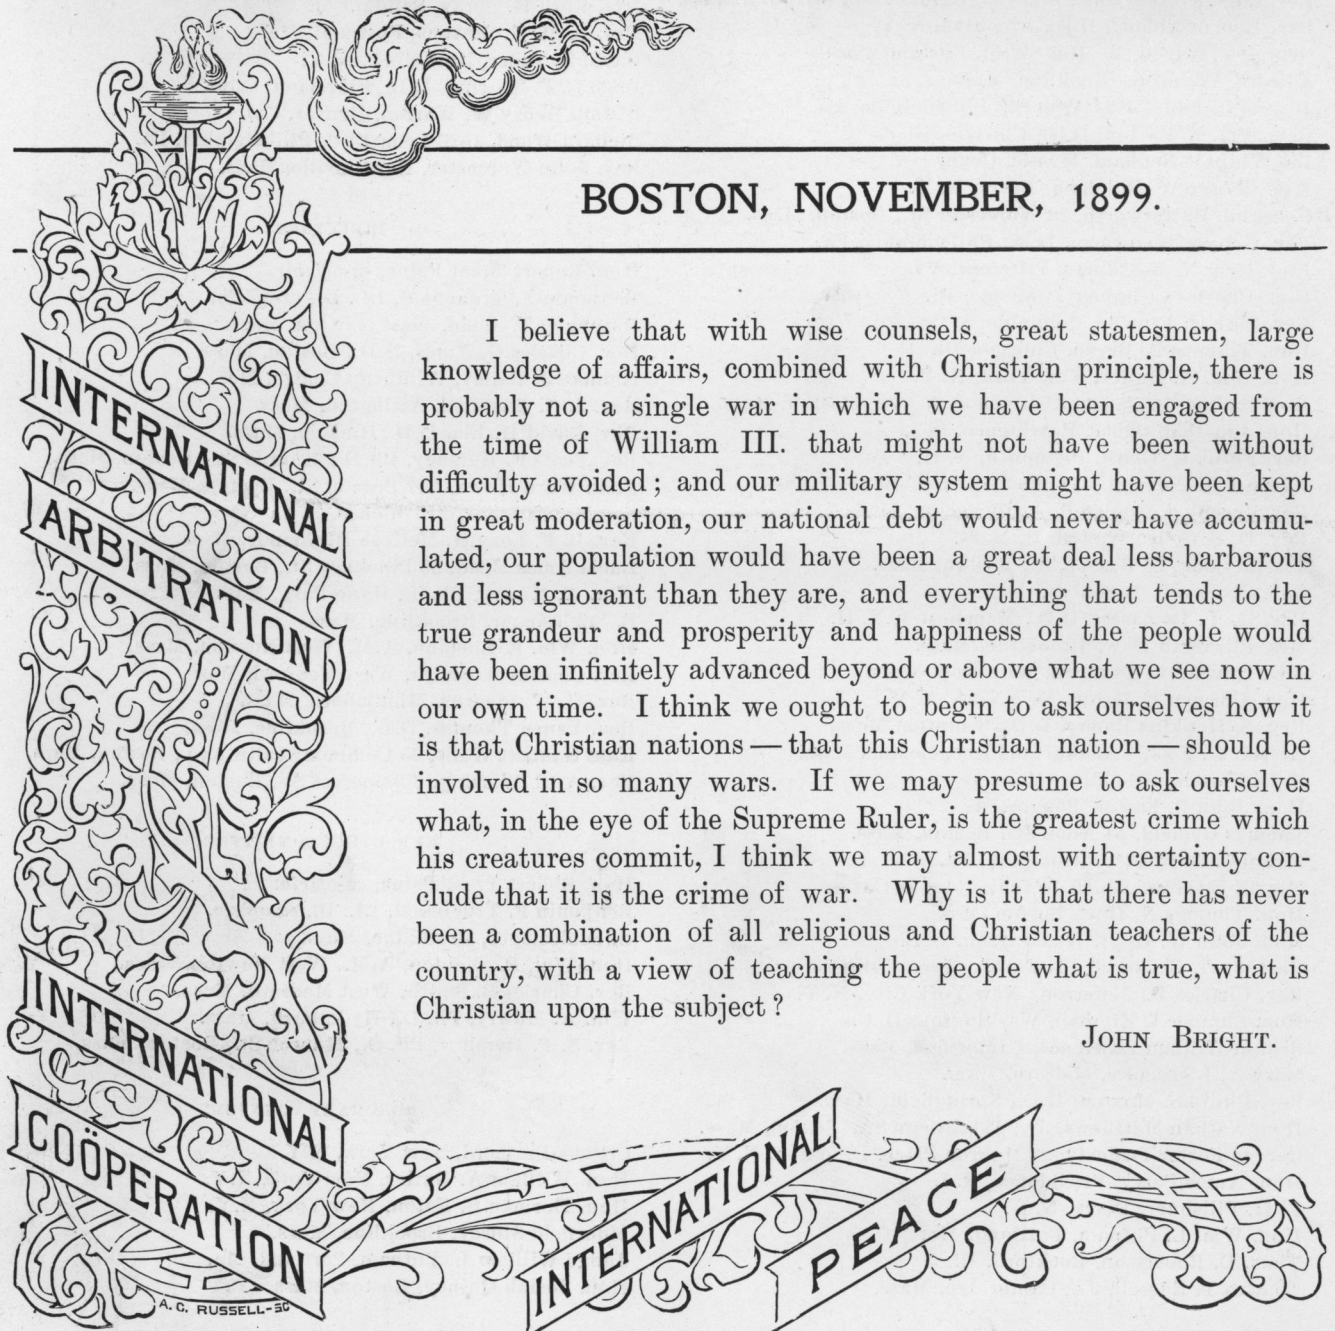 BOSTON, NOVEMBER, 1899.
I believe that with wise counsels, great statesmen, large
knowledge of affairs, combined with Christian principle, there is
probably not a single war in which we have been engaged from
the time of William III. that might not have been without
difficulty avoided; and our military system might have been kept
in great moderation, our national debt would never have accumu-
lated, our population would have been a great deal less barbarous
and less ignorant than they are, and everything that tends to the
true grandeur and prosperity and happiness of the people would
have been infinitely advanced beyond or above what we see now in
our own time. I think we ought to begin to ask ourselves how it
is that Christian nations — that this Christian nation — should be
involved in so many wars. If we may presume to ask ourselves
what, in the eye of the Supreme Ruler, is the greatest crime which
his creatures commit, I think we may almost with certainty con-
clude that it is the crime of war. Why is it that there has never
been a combination of all religious and Christian teachers of the
country, with a view of teaching the people what is true, what is
Christian upon the subject?
JOHN BRIGHT.
INTERNATIONAL
ARBITRATION
INTERNATIONAL
COÖPERATION
INTERNATIONAL
PEACE
A. C. RUSSELL-SC